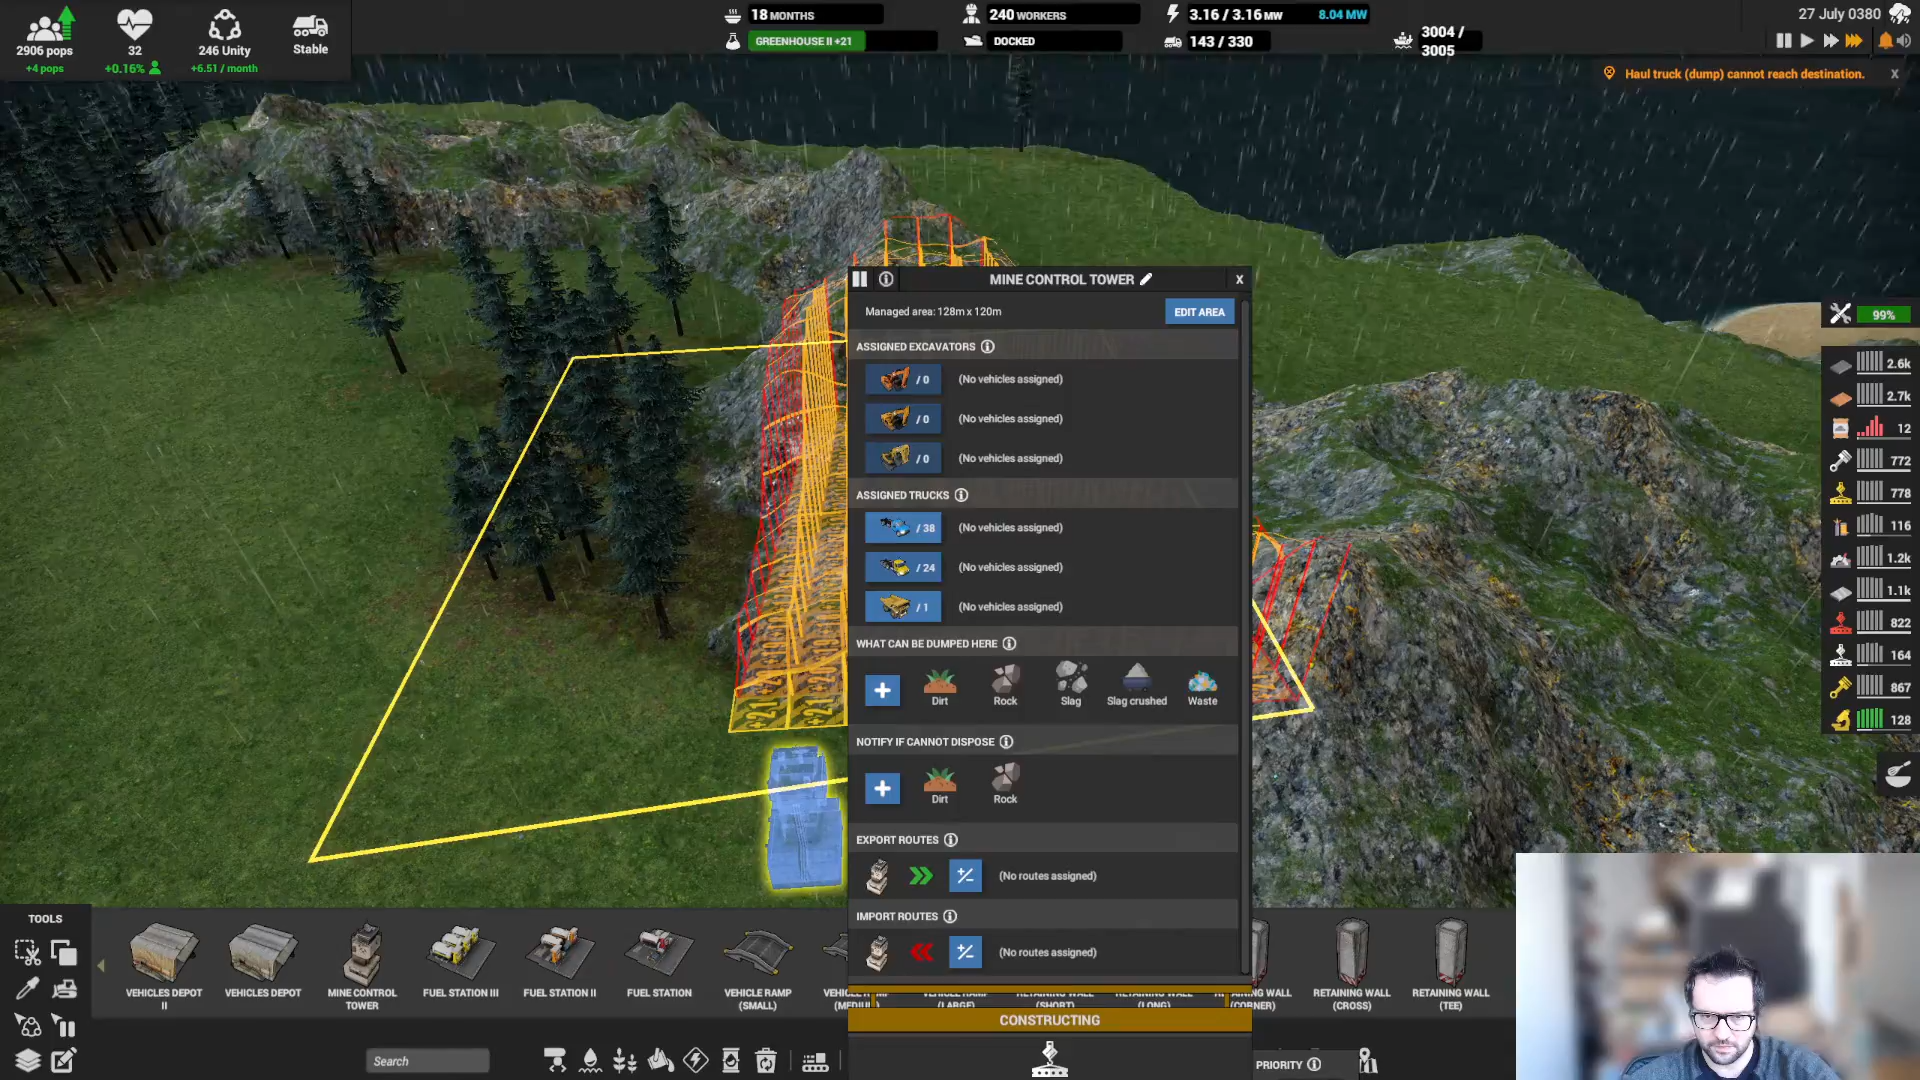 2906 pops
+4 pops
32
+0.16%
246 Unity
+6.51 / month
Stable
18 MONTHS
GREENHOUSE II +21
240 WORKERS
DOCKED
3.16 / 3.16 MW
8.04 MW
143 / 330
3004 /
3005
27 July 0380
Haul truck (dump) cannot reach destination.
X
MINE CONTROL TOWER
X
Managed area: 128m x 120m
EDIT AREA
ASSIGNED EXCAVATORS
/ 0
(No vehicles assigned)
/ 0
(No vehicles assigned)
/ 0
(No vehicles assigned)
ASSIGNED TRUCKS
/ 38
(No vehicles assigned)
/ 24
(No vehicles assigned)
/ 1
(No vehicles assigned)
WHAT CAN BE DUMPED HERE
+
Dirt
Rock
Slag
Slag crushed
Waste
NOTIFY IF CANNOT DISPOSE
+
Dirt
Rock
EXPORT ROUTES
(No routes assigned)
IMPORT ROUTES
(No routes assigned)
CONSTRUCTING
PRIORITY
99%
2.6k
2.7k
12
772
778
116
1.2k
1.1k
822
164
867
128
+21
TOOLS
VEHICLES DEPOT
II
VEHICLES DEPOT
MINE CONTROL
TOWER
FUEL STATION III
FUEL STATION II
FUEL STATION
VEHICLE RAMP
(SMALL)
RETAINING WALL
(CROSS)
RETAINING WALL
(TEE)
Search